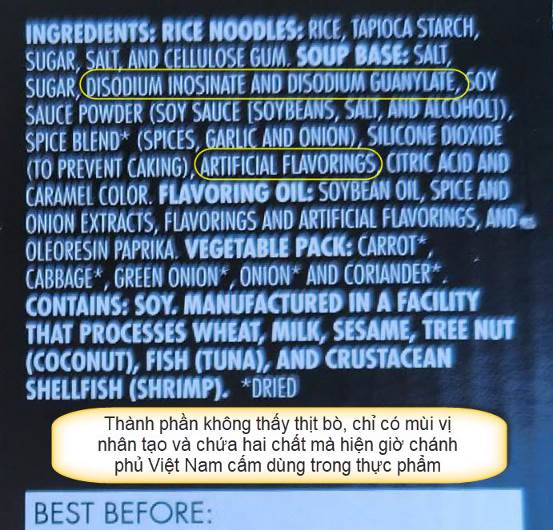 INGREDIENTS: RICE NOODLES: RICE, TAPIOCA STARCH,
SUGAR, SALT, AND CELLULOSE GUM. SOUP BASE: SALT,
SUGAR, DISODIUM INOSINATE AND DISODIUM GUANYLATE, SOY
SAUCE POWDER (SOY SAUCE [SOYBEANS, SALT, AND ALCOHOL]),
SPICE BLEND* (SPICES, GARLIC AND ONION), SILICONE DIOXIDE
(TO PREVENT CAKING), ARTIFICIAL FLAVORINGS, CITRIC ACID AND
CARAMEL COLOR. FLAVORING OIL: SOYBEAN OIL, SPICE AND
ONION EXTRACTS, FLAVORINGS AND ARTIFICIAL FLAVORINGS, AND
OLEORESIN PAPRIKA. VEGETABLE PACK: CARROT*,
CABBAGE*, GREEN ONION*, ONION* AND CORIANDER*.
CONTAINS: SOY. MANUFACTURED IN A FACILITY
THAT PROCESSES WHEAT, MILK, SESAME, TREE NUT
(COCONUT), FISH (TUNA), AND CRUSTACEAN
SHELLFISH (SHRIMP). *DRIED
Thành phần không thấy thịt bò, chỉ có mùi vị
nhân tạo và chứa hai chất mà hiện giờ chánh
phủ Việt Nam cấm dùng trong thực phẩm
BEST BEFORE: